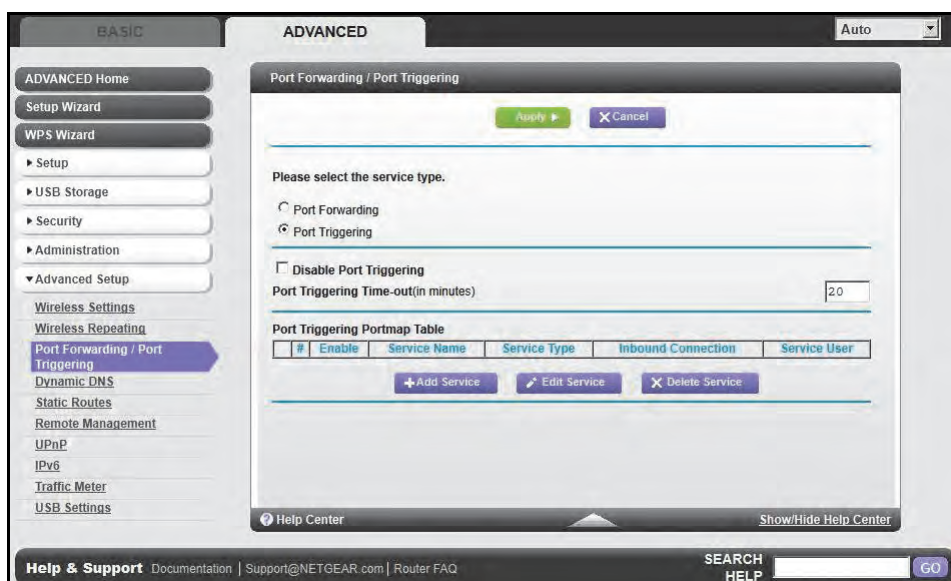 BASIC
ADVANCED
Auto
ADVANCED Home
Setup Wizard
WPS Wizard
Setup
USB Storage
Security
Administration
Advanced Setup
Wireless Settings
Wireless Repeating
Port Forwarding / Port
Triggering
Dynamic DNS
Static Routes
Remote Management
UPnP
IPv6
Traffic Meter
USB Settings
Port Forwarding / Port Triggering
Apply
Cancel
Please select the service type.
Port Forwarding
Port Triggering
Disable Port Triggering
Port Triggering Time-out(in minutes) 20
Port Triggering Portmap Table
# Enable Service Name Service Type Inbound Connection Service User
Add Service Edit Service Delete Service
Help Center Show/Hide Help Center
Help & Support Documentation | Support@NETGEAR.com | Router FAQ
SEARCH
HELP GO